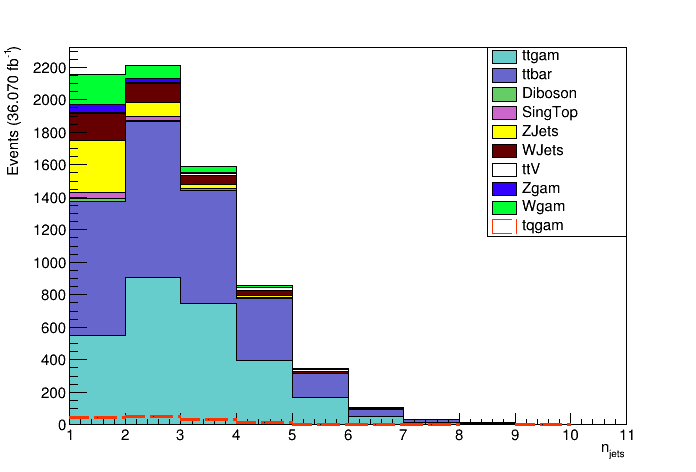 Events (36.070 fb⁻¹)
2200
2000
1800
1600
1400
1200
1000
800
600
400
200
0
1 2 3 4 5 6 7 8 9 10 11
n_jets
ttgam
ttbar
Diboson
SingTop
ZJets
WJets
ttV
Zgam
Wgam
tqgam